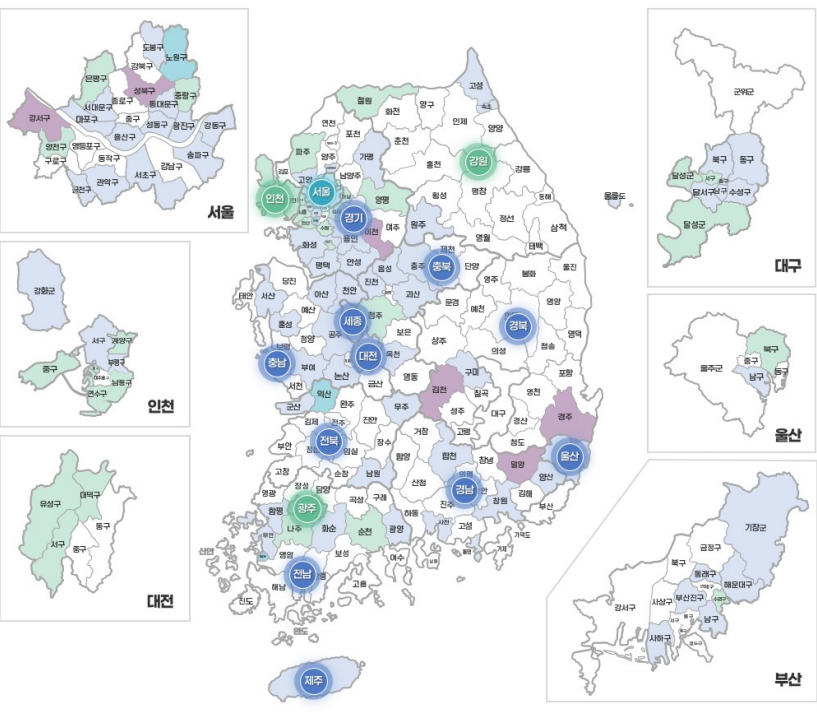 도봉구
노원구
강북구
은평구
성북구
중랑구
종로구
동대문구
서대문구
강서구
마포구
중구
성동구
광진구
강동구
용산구
양천구
영등포구
동작구
구로구
강남구
송파구
서초구
관악구
금천구
서울
강화군
서구
계양구
부평구
중구
남동구
연수구
인천
유성구
대덕구
동구
서구
중구
대전
고성
속초
철원
화천
양구
연천
인제
양양
포천
춘천
파주
양주
가평
홍천
강원
강릉
고양
남양주
서울
인천
양평
횡성
평창
동해
경기
이천
여주
원주
정선
삼척
울릉도
용인
화성
영월
태백
평택
안성
음성
충주
제천
충북
단양
울진
봉화
영주
당진
태안
서산
아산
천안
진천
괴산
문경
예천
영양
예산
홍성
세종
청주
경북
공주
청양
보은
상주
영덕
의성
청송
보령
충남
대전
옥천
부여
논산
금산
영동
김천
구미
포항
서천
군산
익산
완주
무주
칠곡
영천
성주
대구
경산
경주
김제
전주
진안
거창
고령
청도
부안
전북
임실
장수
함양
합천
창녕
밀양
울산
고창
순창
남원
산청
의령
경남
양산
장성
담양
영광
곡성
구례
진주
창원
김해
부산
함평
광주
나주
화순
순천
광양
하동
사천
고성
가덕도
거제
신안
무안
영암
보성
여수
남해
통영
전남
해남
고흥
진도
완도
제주
군위군
북구
동구
달성군
서구
달서구
남구
수성구
달성군
대구
북구
울주군
중구
동구
남구
울산
기장군
금정구
북구
동래구
해운대구
강서구
사상구
부산진구
수영구
남구
사하구
부산